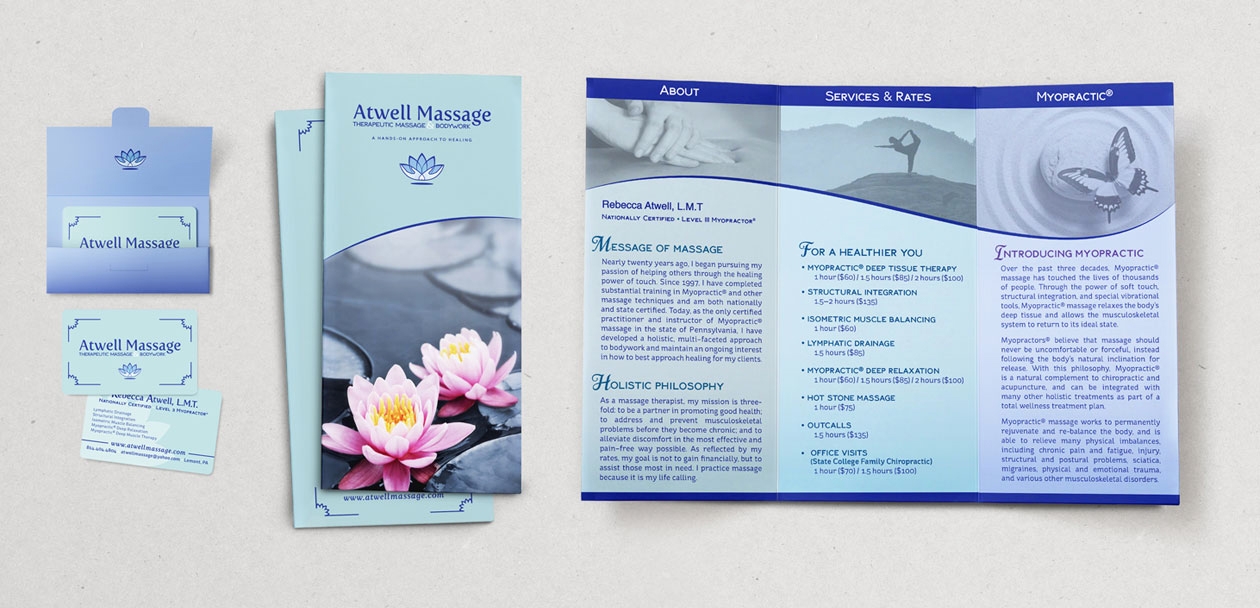 Atwell Massage
Atwell Massage
THERAPEUTIC MASSAGE & BODYWORK
Rebecca Atwell, L.M.T.
NATIONALLY CERTIFIED LEVEL 3 MYOPRACTOR®
Lymphatic Drainage
Structural Integration
Isometric Muscle Balancing
Myopractic® Deep Relaxation
Myopractic® Deep Muscle Therapy
www.atwellmassage.com
atwellmassage@yahoo.com Lemont, PA
Atwell Massage
THERAPEUTIC MASSAGE & BODYWORK
A HANDS-ON APPROACH TO HEALING
www.atwellmassage.com
ABOUT
Rebecca Atwell, L.M.T
NATIONALLY CERTIFIED • LEVEL III MYOPRACTOR®
MESSAGE OF MASSAGE
Nearly twenty years ago, I began pursuing my
passion of helping others through the healing
power of touch. Since 1997, I have completed
substantial training in Myopractic® and other
massage techniques and am both nationally
and state certified. Today, as the only certified
practitioner and instructor of Myopractic®
massage in the state of Pennsylvania, I have
developed a holistic, multi-faceted approach
to bodywork and maintain an ongoing interest
in how to best approach healing for my clients.
HOLISTIC PHILOSOPHY
As a massage therapist, my mission is three-
fold: to be a partner in promoting good health;
to address and prevent musculoskeletal
problems before they become chronic; and to
alleviate discomfort in the most effective and
pain-free way possible. As reflected by my
rates, my goal is not to gain financially, but to
assist those most in need. I practice massage
because it is my life calling.
SERVICES & RATES
FOR A HEALTHIER YOU
• MYOPRACTIC® DEEP TISSUE THERAPY
1 hour ($60) / 1.5 hours ($85) / 2 hours ($100)
• STRUCTURAL INTEGRATION
1.5–2 hours ($135)
• ISOMETRIC MUSCLE BALANCING
1 hour ($60)
• LYMPHATIC DRAINAGE
1.5 hours ($85)
• MYOPRACTIC® DEEP RELAXATION
1 hour ($60) / 1.5 hours ($85) / 2 hours ($100)
• HOT STONE MASSAGE
1 hour ($75)
• OUTCALLS
1.5 hours ($135)
• OFFICE VISITS
(State College Family Chiropractic)
1 hour ($70) / 1.5 hours ($100)
MYOPRACTIC®
INTRODUCING MYOPRACTIC
Over the past three decades, Myopractic®
massage has touched the lives of thousands
of people. Through the power of soft touch,
structural integration, and special vibrational
tools, Myopractic® massage relaxes the body's
deep tissue and allows the musculoskeletal
system to return to its ideal state.
Myopractors® believe that massage should
never be uncomfortable or forceful, instead
following the body's natural inclination for
release. With this philosophy, Myopractic®
is a natural complement to chiropractic and
acupuncture, and can be integrated with
many other holistic treatments as part of a
total wellness treatment plan.
Myopractic® massage works to permanently
rejuvenate and re-balance the body, and is
able to relieve many physical imbalances,
including chronic pain and fatigue, injury,
structural and postural problems, sciatica,
migraines, physical and emotional trauma,
and various other musculoskeletal disorders.